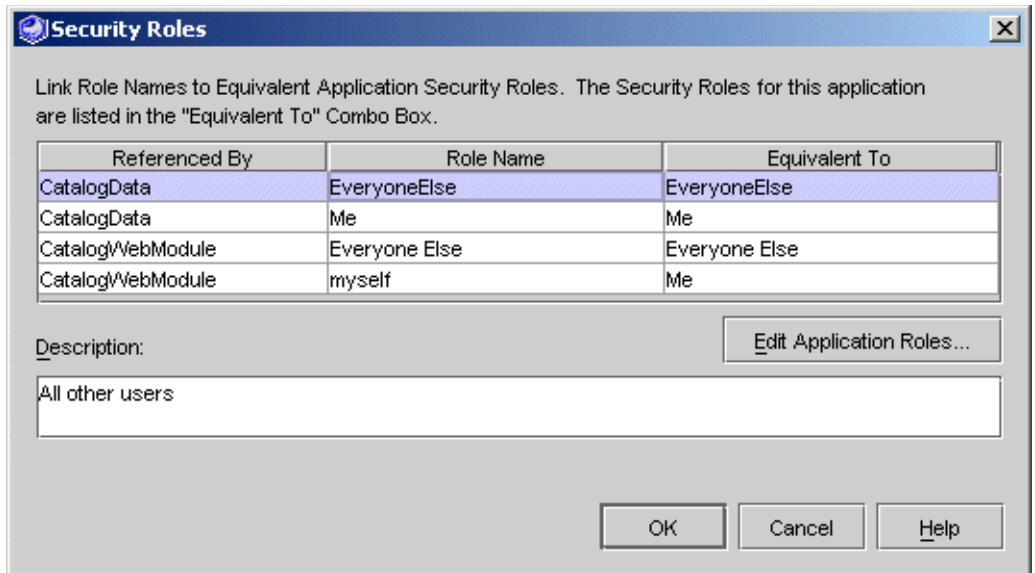 Security Roles
Link Role Names to Equivalent Application Security Roles. The Security Roles for this application
are listed in the "Equivalent To" Combo Box.
Referenced By Role Name Equivalent To
CatalogData EveryoneElse EveryoneElse
CatalogData Me Me
CatalogWebModule Everyone Else Everyone Else
CatalogWebModule myself Me
Edit Application Roles...
Description:
All other users
OK Cancel Help